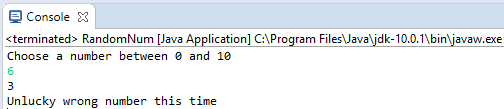 Console
<terminated> RandomNum [Java Application] C:\Program Files\Java\jdk-10.0.1\bin\javaw.exe
Choose a number between 0 and 10
6
3
Unlucky wrong number this time